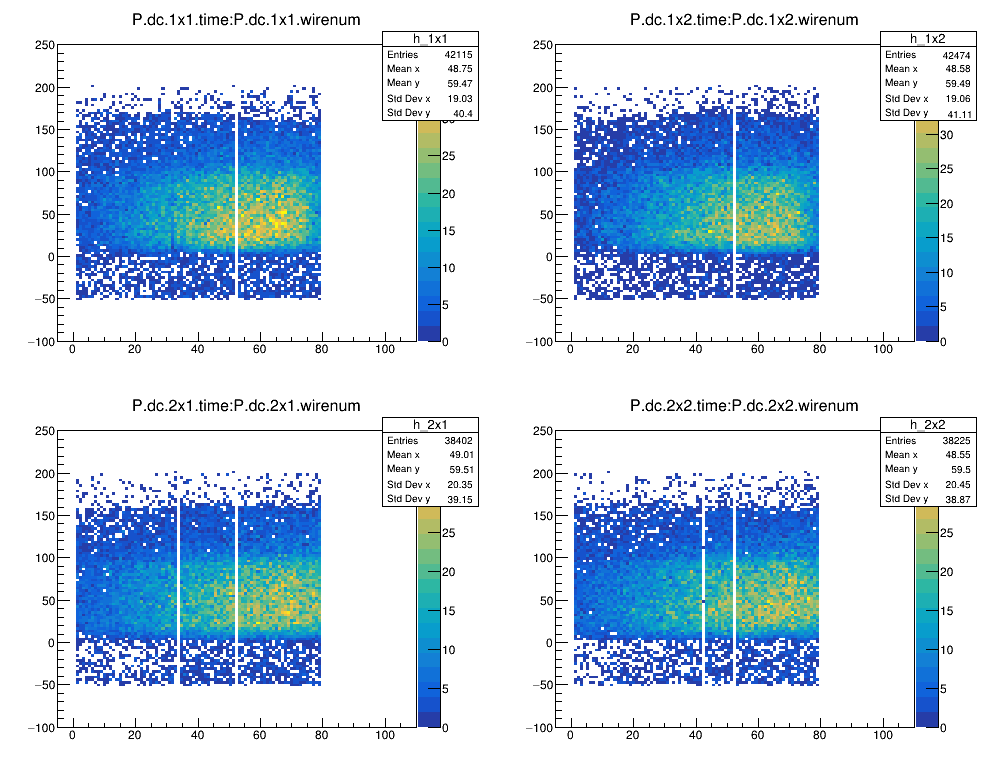 P.dc.1x1.time:P.dc.1x1.wirenum
h_1x1
Entries 42115
Mean x 48.75
Mean y 59.47
Std Dev x 19.03
Std Dev y 40.4
250
200
150
100
50
0
−50
−100
0 20 40 60 80 100
25
20
15
10
5
0
P.dc.1x2.time:P.dc.1x2.wirenum
h_1x2
Entries 42474
Mean x 48.58
Mean y 59.49
Std Dev x 19.06
Std Dev y 41.11
250
200
150
100
50
0
−50
−100
0 20 40 60 80 100
30
25
20
15
10
5
0
P.dc.2x1.time:P.dc.2x1.wirenum
h_2x1
Entries 38402
Mean x 49.01
Mean y 59.51
Std Dev x 20.35
Std Dev y 39.15
250
200
150
100
50
0
−50
−100
0 20 40 60 80 100
25
20
15
10
5
0
P.dc.2x2.time:P.dc.2x2.wirenum
h_2x2
Entries 38225
Mean x 48.55
Mean y 59.5
Std Dev x 20.45
Std Dev y 38.87
250
200
150
100
50
0
−50
−100
0 20 40 60 80 100
25
20
15
10
5
0